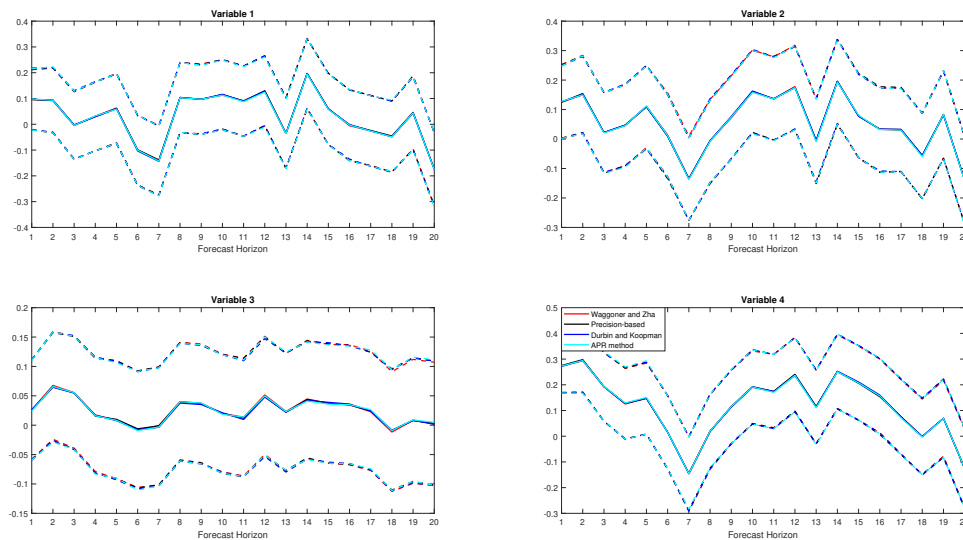 Variable 1
0.4
0.3
0.2
0.1
0
-0.1
-0.2
-0.3
-0.4
1 2 3 4 5 6 7 8 9 10 11 12 13 14 15 16 17 18 19 20
Forecast Horizon
Variable 2
0.4
0.3
0.2
0.1
0
-0.1
-0.2
-0.3
1 2 3 4 5 6 7 8 9 10 11 12 13 14 15 16 17 18 19 2
Forecast Horizon
Variable 3
0.2
0.15
0.1
0.05
0
-0.05
-0.1
-0.15
1 2 3 4 5 6 7 8 9 10 11 12 13 14 15 16 17 18 19 20
Forecast Horizon
Variable 4
0.5
0.4
0.3
0.2
0.1
0
-0.1
-0.2
-0.3
Waggoner and Zha
Precision-based
Durbin and Koopman
APR method
1 2 3 4 5 6 7 8 9 10 11 12 13 14 15 16 17 18 19 2
Forecast Horizon